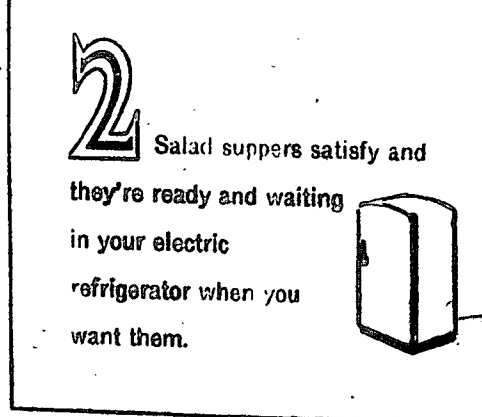 2 Salad suppers satisfy and
they're ready and waiting
in your electric
refrigerator when you
want them.